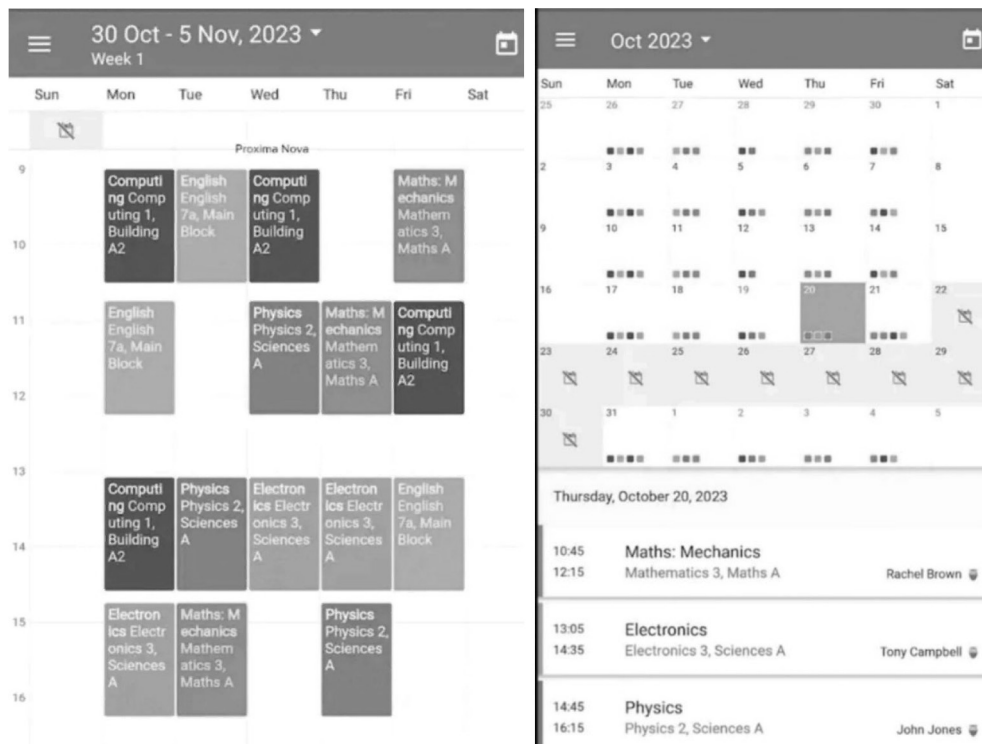 30 Oct - 5 Nov, 2023
Week 1
Sun Mon Tue Wed Thu Fri Sat
Proxima Nova
9
Computi
ng Comp
uting 1,
Building
A2
English
English
7a, Main
Block
Computi
ng Comp
uting 1,
Building
A2
Maths: M
echanics
Mathem
atics 3,
Maths A
10
11
English
English
7a, Main
Block
Physics
Physics 2,
Sciences
A
Maths: M
echanics
Mathem
atics 3,
Maths A
Computi
ng Comp
uting 1,
Building
A2
12
13
Computi
ng Comp
uting 1,
Building
A2
Physics
Physics 2,
Sciences
A
Electron
ics Electr
onics 3,
Sciences
A
Electron
ics Electr
onics 3,
Sciences
A
English
English
7a, Main
Block
14
15
Electron
ics Electr
onics 3,
Sciences
A
Maths: M
echanics
Mathem
atics 3,
Maths A
Physics
Physics 2,
Sciences
A
16
Oct 2023
Sun Mon Tue Wed Thu Fri Sat
25 26 27 28 29 30 1
2 3 4 5 6 7 8
9 10 11 12 13 14 15
16 17 18 19 20 21 22
23 24 25 26 27 28 29
30 31 1 2 3 4 5
Thursday, October 20, 2023
10:45 Maths: Mechanics
12:15 Mathematics 3, Maths A Rachel Brown
13:05 Electronics
14:35 Electronics 3, Sciences A Tony Campbell
14:45 Physics
16:15 Physics 2, Sciences A John Jones